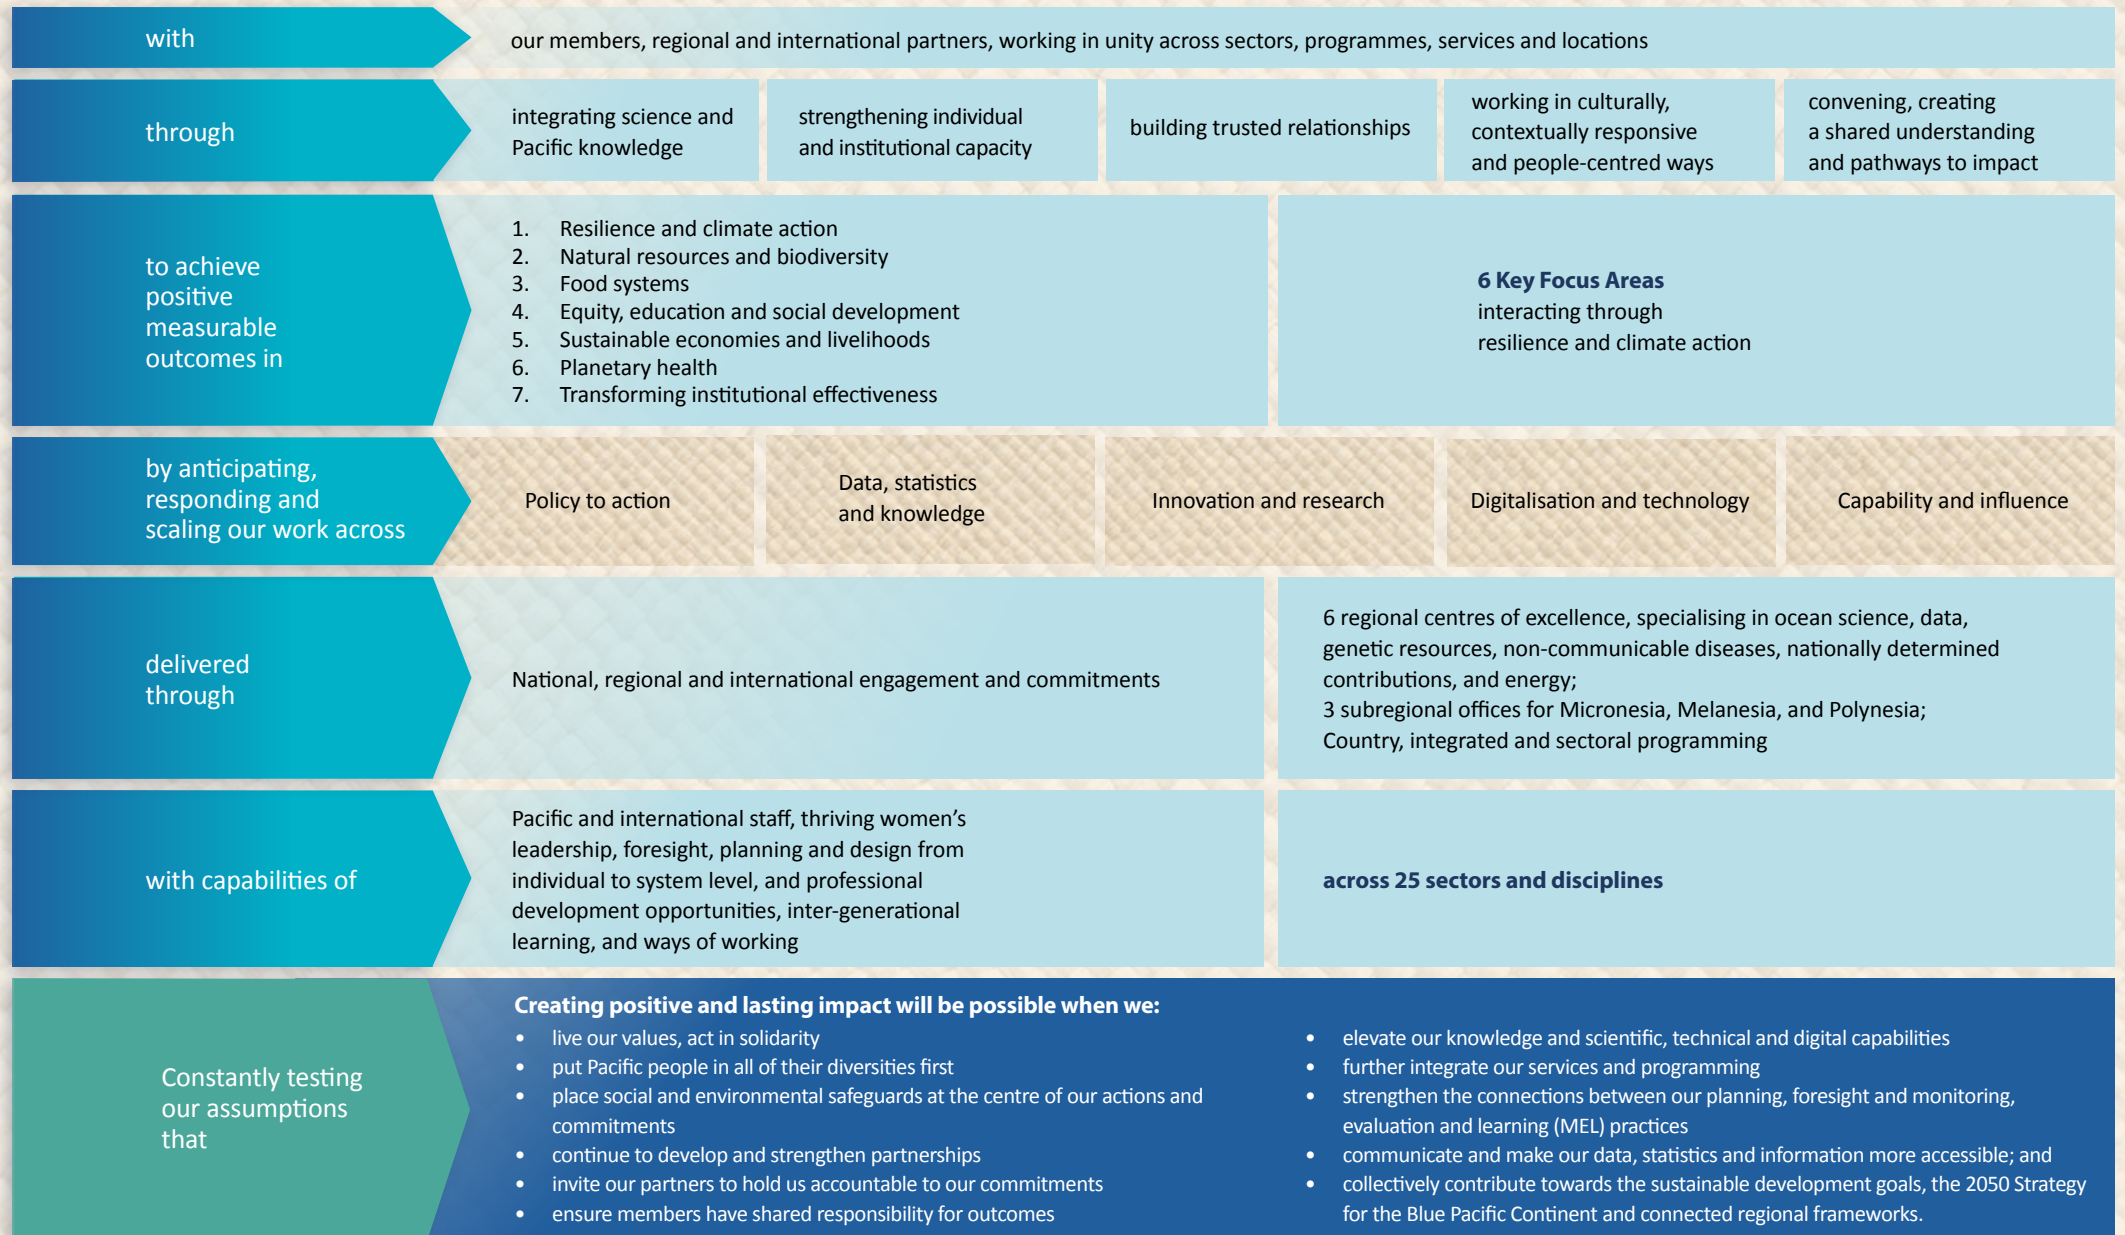 with
our members, regional and international partners, working in unity across sectors, programmes, services and locations
through
integrating science and
Pacific knowledge
strengthening individual
and institutional capacity
building trusted relationships
working in culturally,
contextually responsive
and people-centred ways
convening, creating
a shared understanding
and pathways to impact
to achieve
positive
measurable
outcomes in
1. Resilience and climate action
2. Natural resources and biodiversity
3. Food systems
4. Equity, education and social development
5. Sustainable economies and livelihoods
6. Planetary health
7. Transforming institutional effectiveness
6 Key Focus Areas
interacting through
resilience and climate action
by anticipating,
responding and
scaling our work across
Policy to action
Data, statistics
and knowledge
Innovation and research
Digitalisation and technology
Capability and influence
delivered
through
National, regional and international engagement and commitments
6 regional centres of excellence, specialising in ocean science, data,
genetic resources, non-communicable diseases, nationally determined
contributions, and energy;
3 subregional offices for Micronesia, Melanesia, and Polynesia;
Country, integrated and sectoral programming
with capabilities of
Pacific and international staff, thriving women's
leadership, foresight, planning and design from
individual to system level, and professional
development opportunities, inter-generational
learning, and ways of working
across 25 sectors and disciplines
Constantly testing
our assumptions
that
Creating positive and lasting impact will be possible when we:
• live our values, act in solidarity
• put Pacific people in all of their diversities first
• place social and environmental safeguards at the centre of our actions and
commitments
• continue to develop and strengthen partnerships
• invite our partners to hold us accountable to our commitments
• ensure members have shared responsibility for outcomes
• elevate our knowledge and scientific, technical and digital capabilities
• further integrate our services and programming
• strengthen the connections between our planning, foresight and monitoring,
evaluation and learning (MEL) practices
• communicate and make our data, statistics and information more accessible; and
• collectively contribute towards the sustainable development goals, the 2050 Strategy
for the Blue Pacific Continent and connected regional frameworks.